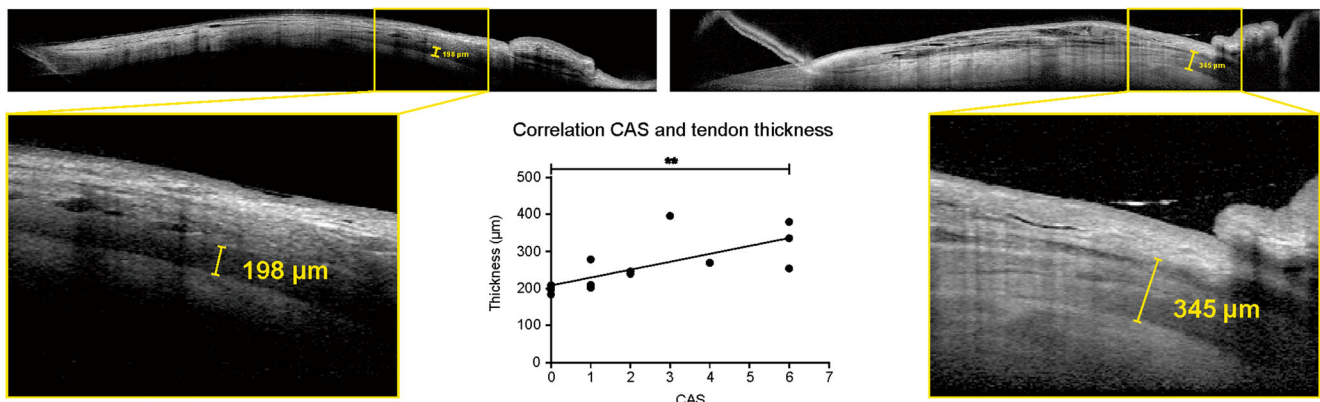 198 µm
345 µm
Correlation CAS and tendon thickness
**
500
400
300
200
100
0
Thickness (µm)
0 1 2 3 4 5 6 7
CAS
198 µm
345 µm